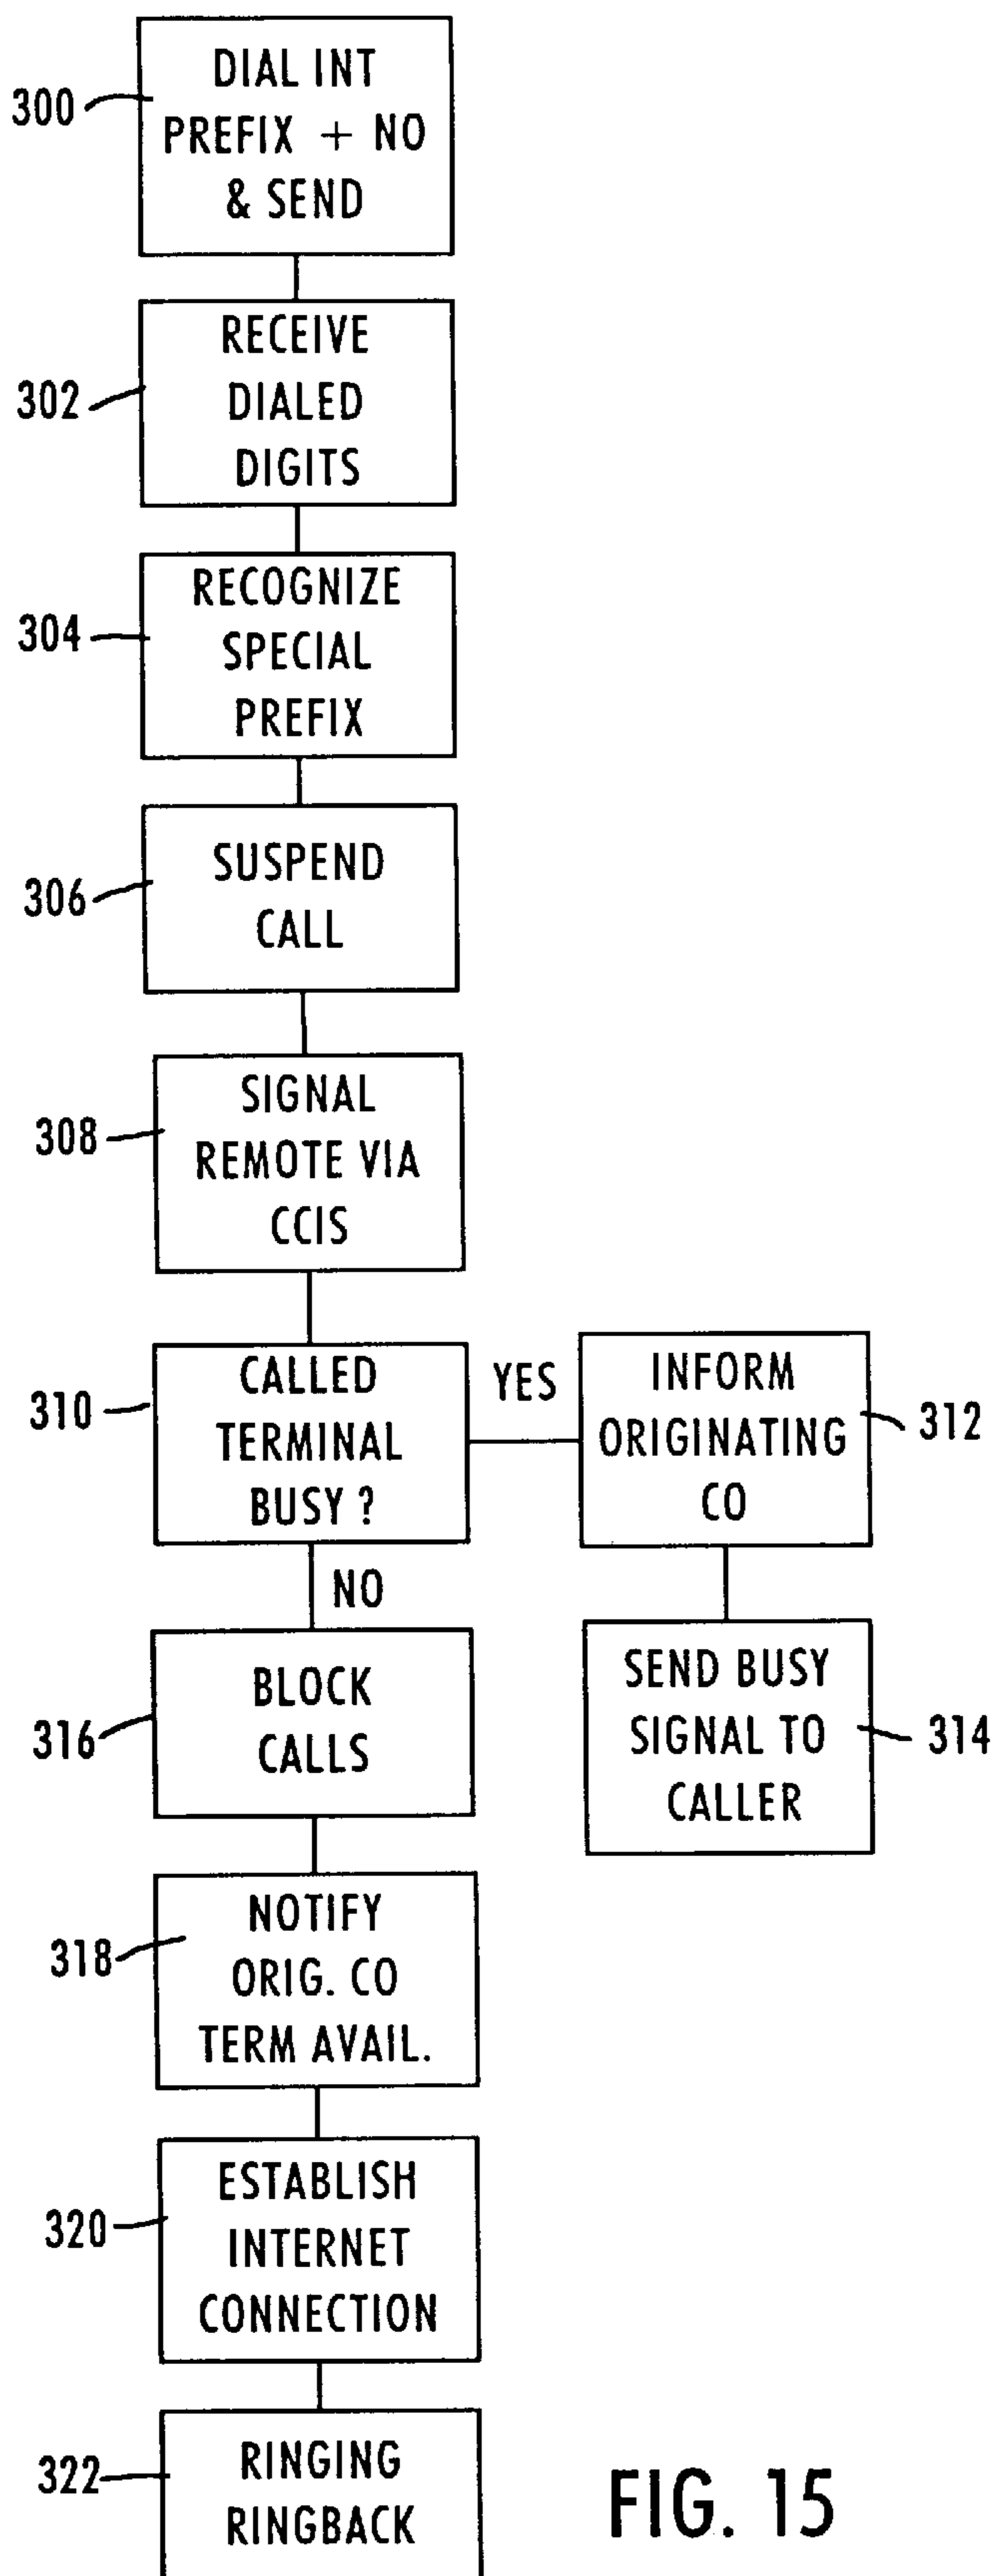 300
DIAL INT
PREFIX + NO
& SEND
302
RECEIVE
DIALED
DIGITS
304
RECOGNIZE
SPECIAL
PREFIX
306
SUSPEND
CALL
308
SIGNAL
REMOTE VIA
CCIS
310
CALLED
TERMINAL
BUSY ?
YES
INFORM
ORIGINATING
CO
312
NO
SEND BUSY
SIGNAL TO
CALLER
314
316
BLOCK
CALLS
318
NOTIFY
ORIG. CO
TERM AVAIL.
320
ESTABLISH
INTERNET
CONNECTION
322
RINGING
RINGBACK
FIG. 15